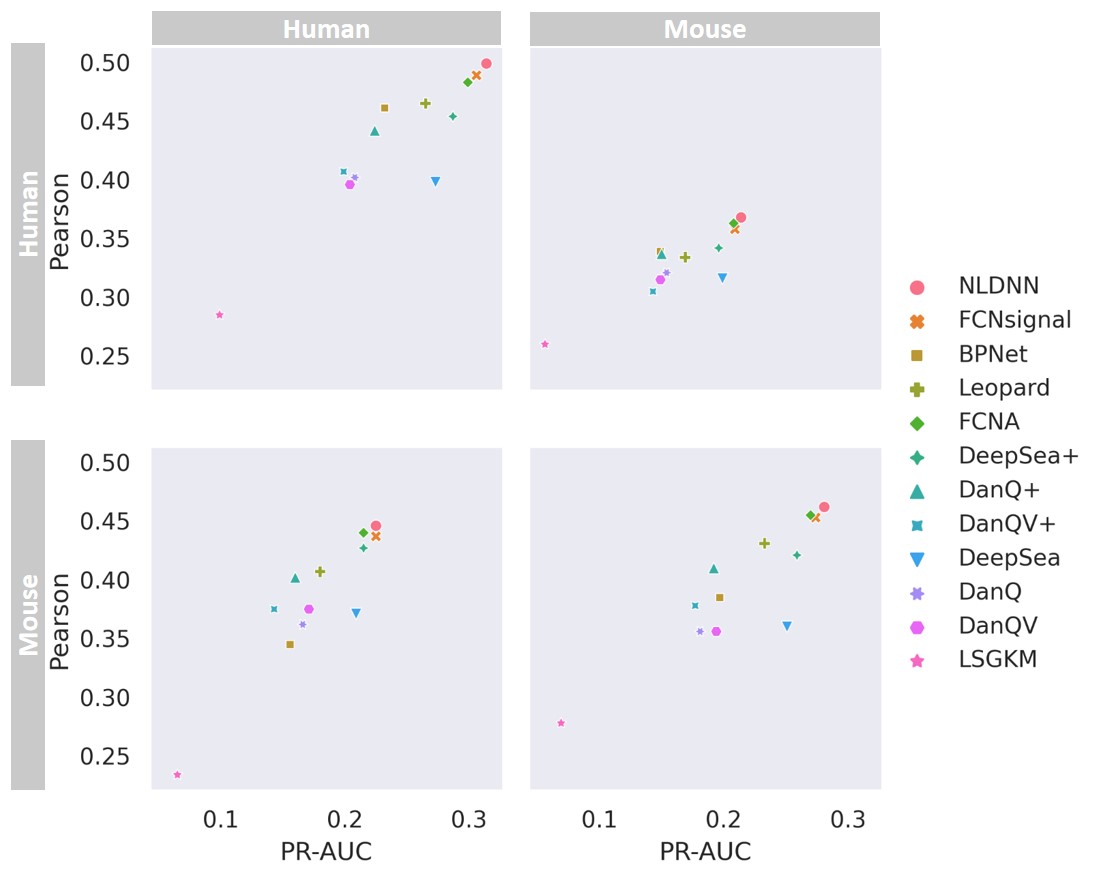 Human
Mouse
Human
Pearson
0.50
0.45
0.40
0.35
0.30
0.25
Mouse
Pearson
0.50
0.45
0.40
0.35
0.30
0.25
0.1
0.2
0.3
PR-AUC
0.1
0.2
0.3
PR-AUC
NLDNN
FCNsignal
BPNet
Leopard
FCNA
DeepSea+
DanQ+
DanQV+
DeepSea
DanQ
DanQV
LSGKM